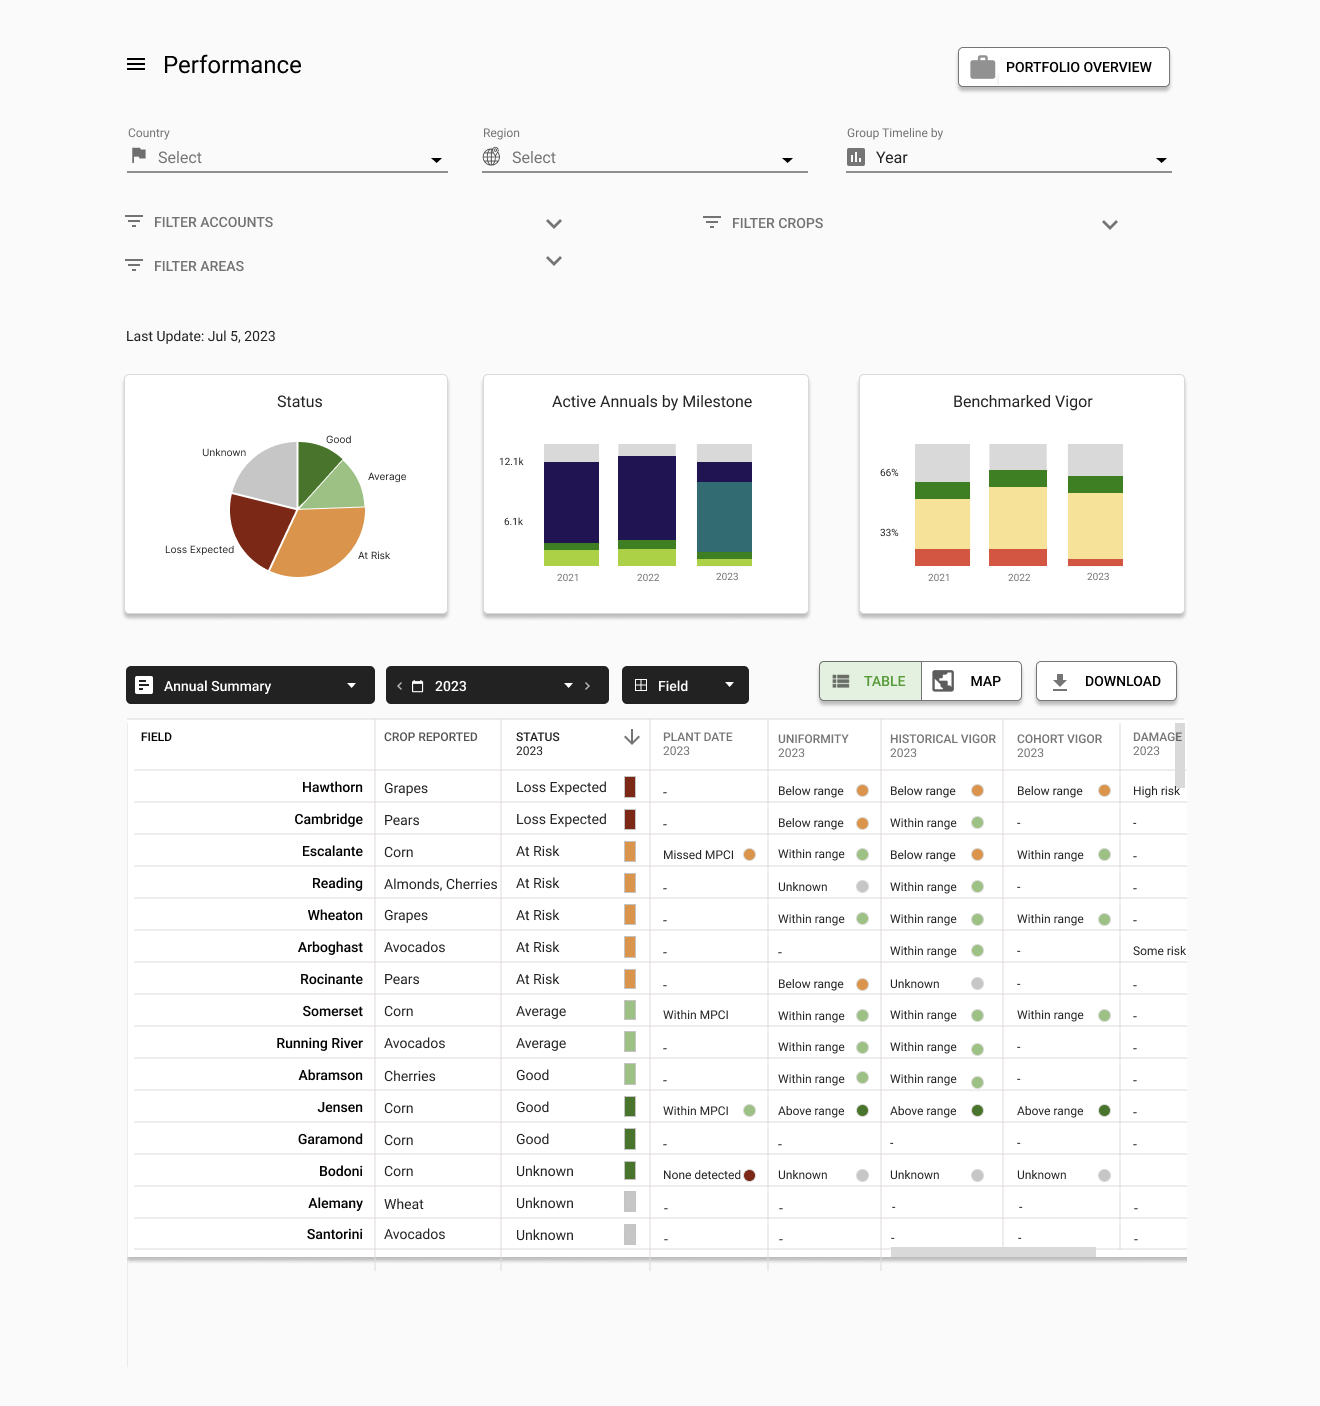 Performance
PORTFOLIO OVERVIEW
Country
Region
Group Timeline by
Select
Select
Year
FILTER ACCOUNTS
FILTER CROPS
FILTER AREAS
Last Update: Jul 5, 2023
Status
Good
Unknown
Average
Loss Expected
At Risk
Active Annuals by Milestone
12.1k
6.1k
2021 2022 2023
Benchmarked Vigor
66%
33%
2021 2022 2023
Annual Summary
2023
Field
TABLE
MAP
DOWNLOAD
FIELD CROP REPORTED STATUS PLANT DATE UNIFORMITY HISTORICAL VIGOR COHORT VIGOR DAMAGE
2023 2023 2023 2023 2023 2023
Hawthorn Grapes Loss Expected - Below range Below range Below range High risk
Cambridge Pears Loss Expected - Below range Within range - -
Escalante Corn At Risk Missed MPCI Within range Below range Within range -
Reading Almonds, Cherries At Risk - Unknown Within range - -
Wheaton Grapes At Risk - Within range Within range Within range -
Arboghast Avocados At Risk - - Within range - Some risk
Rocinante Pears At Risk - Below range Unknown - -
Somerset Corn Average Within MPCI Within range Within range Within range -
Running River Avocados Average - Within range Within range - -
Abramson Cherries Good - Within range Within range - -
Jensen Corn Good Within MPCI Above range Above range Above range -
Garamond Corn Good - - - - -
Bodoni Corn Unknown None detected Unknown Unknown Unknown
Alemany Wheat Unknown - - - - -
Santorini Avocados Unknown - - - - -